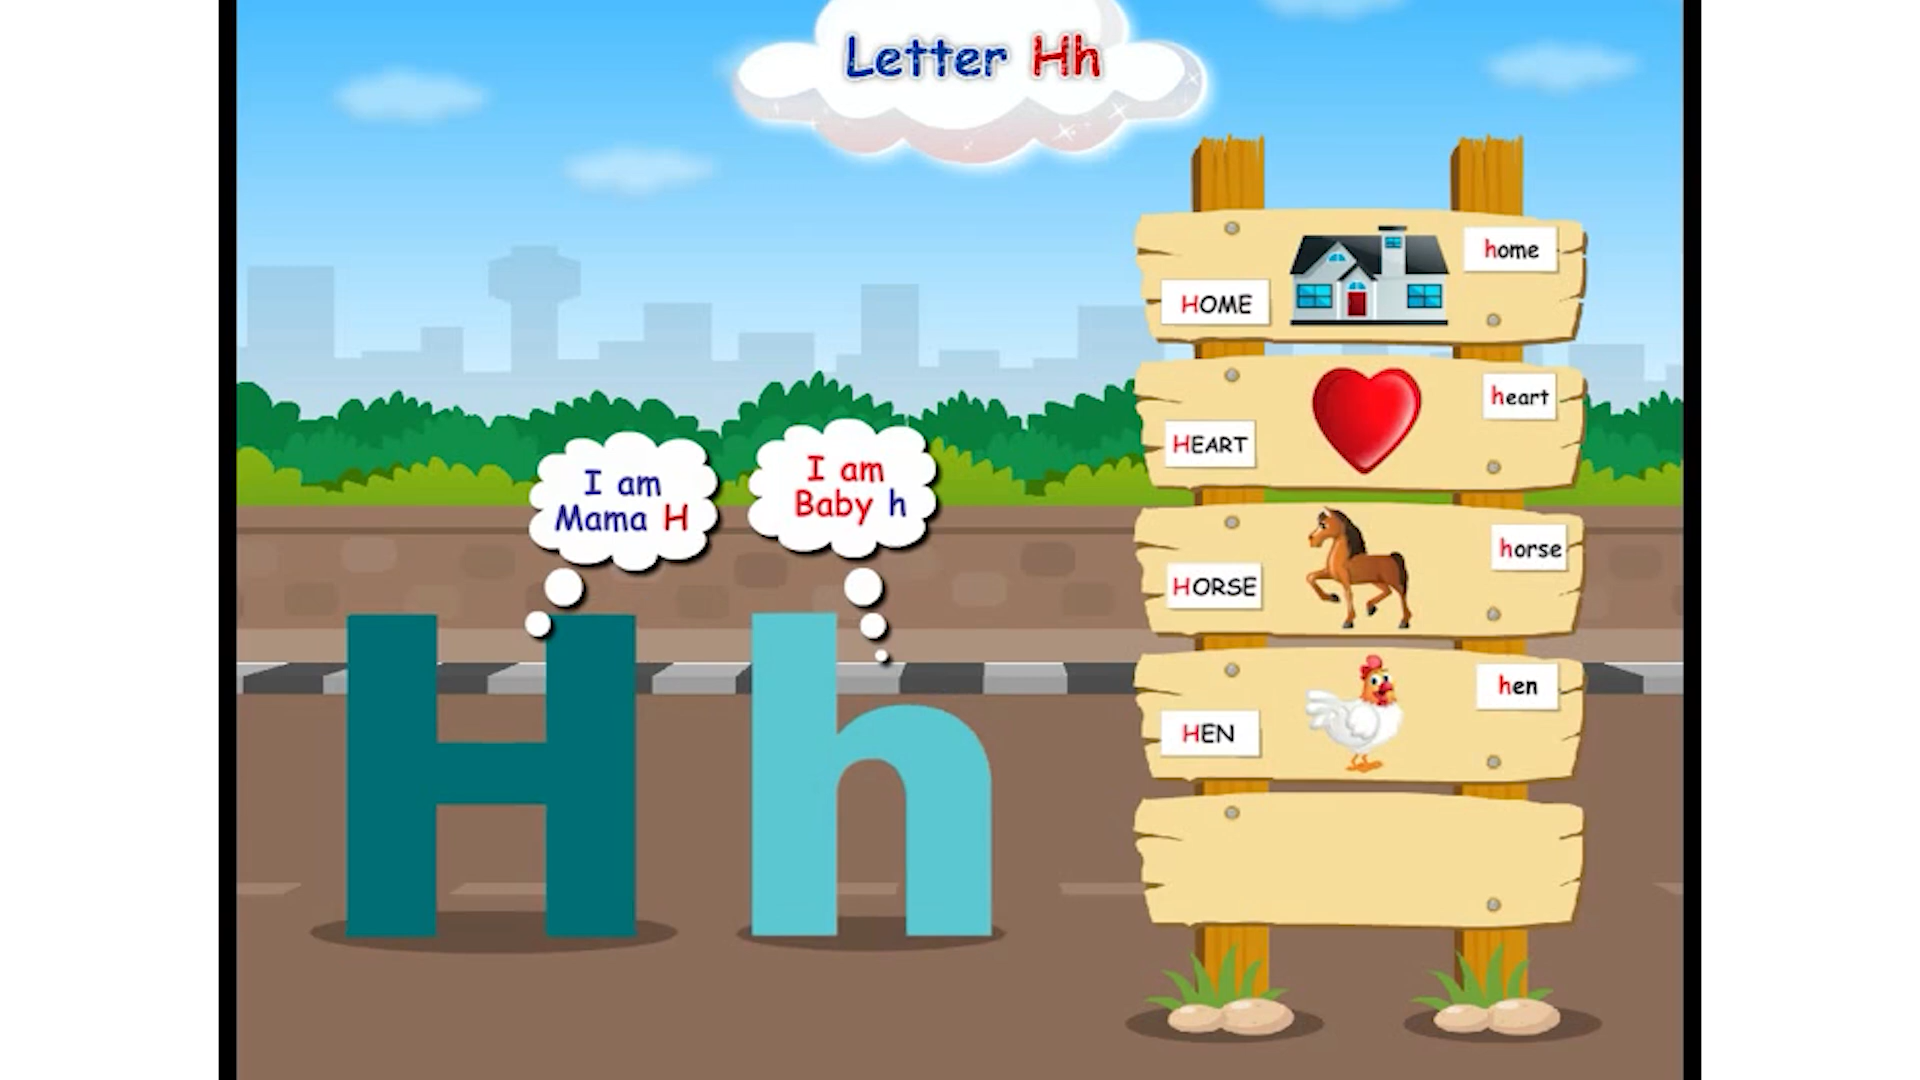 Letter Hh
I am
Mama H
I am
Baby h
H h
home
HOME
heart
HEART
horse
HORSE
hen
HEN